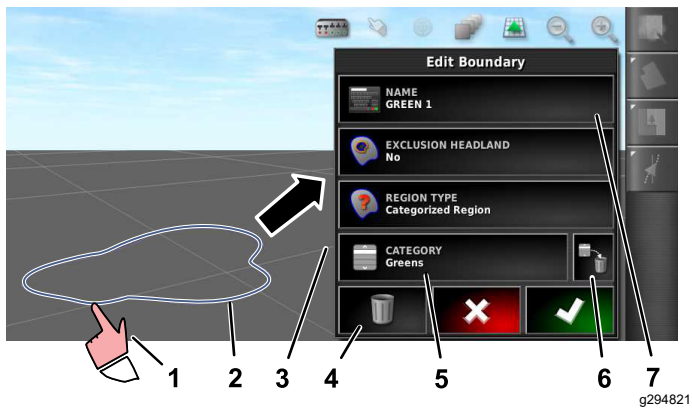 Edit Boundary
NAME
GREEN 1
EXCLUSION HEADLAND
No
REGION TYPE
Categorized Region
CATEGORY
Greens
1 2 3 4 5 6 7
g294821